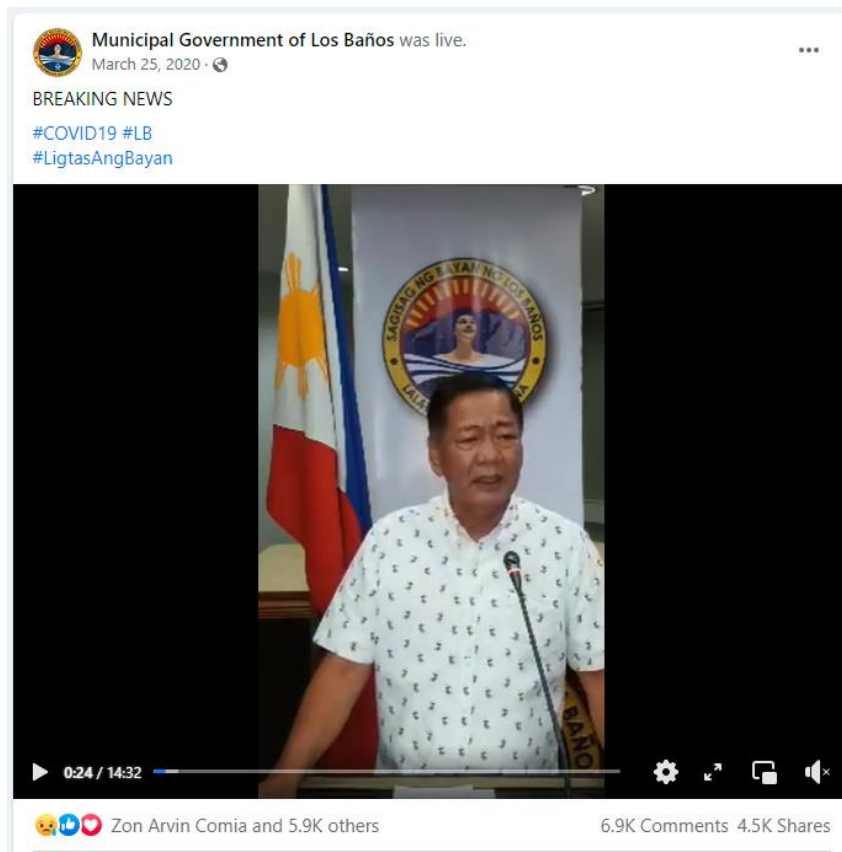 Municipal Government of Los Baños was live.
March 25, 2020 ·
BREAKING NEWS
#COVID19 #LB
#LigtasAngBayan
SAGISAG NG BAYAN NG LOS BAÑOS
BAÑO
0:24 / 14:32
Zon Arvin Comia and 5.9K others
6.9K Comments 4.5K Shares